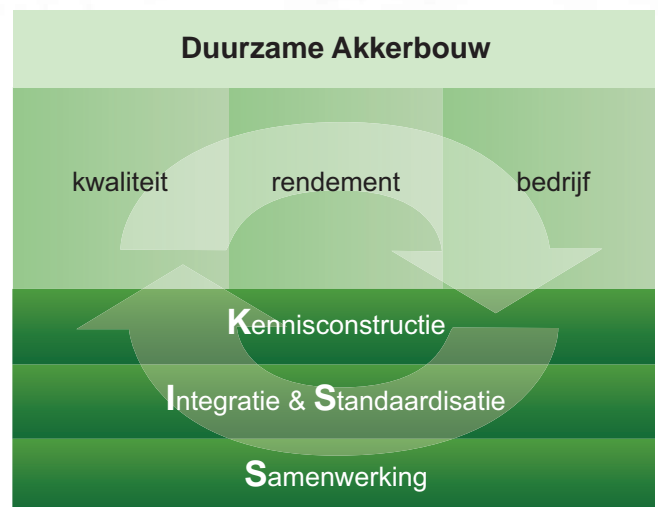 Duurzame Akkerbouw
kwaliteit rendement bedrijf
Kennisconstructie
Integratie & Standaardisatie
Samenwerking